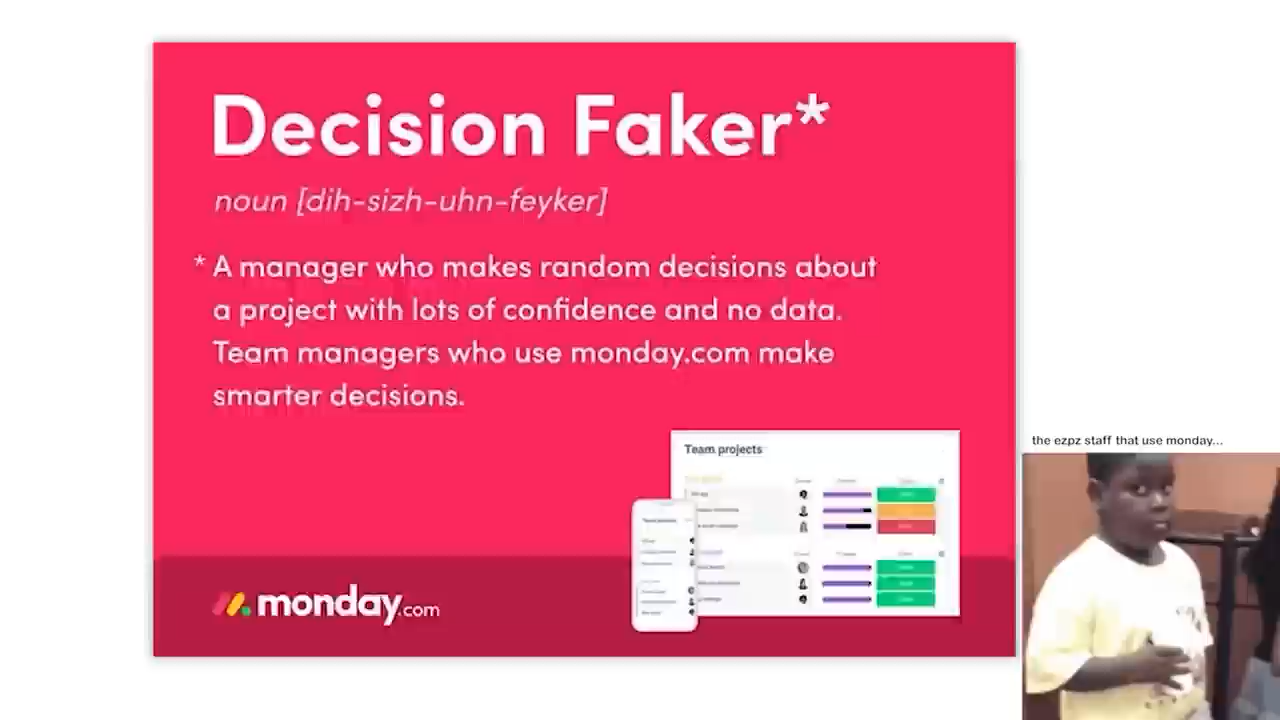 Decision Faker*
noun [dih-sizh-uhn-feyker]
* A manager who makes random decisions about
a project with lots of confidence and no data.
Team managers who use monday.com make
smarter decisions.
Team projects
monday.com
the ezpz staff that use monday...